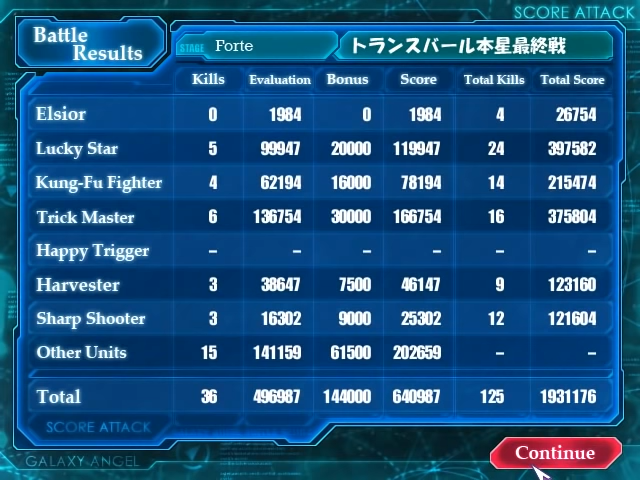 SCORE ATTACK
Battle Results
STAGE Forte トランスバール本星最終戦
Kills Evaluation Bonus Score Total Kills Total Score
Elsior 0 1984 0 1984 4 26754
Lucky Star 5 99947 20000 119947 24 397582
Kung-Fu Fighter 4 62194 16000 78194 14 215474
Trick Master 6 136754 30000 166754 16 375804
Happy Trigger – – – – – –
Harvester 3 38647 7500 46147 9 123160
Sharp Shooter 3 16302 9000 25302 12 121604
Other Units 15 141159 61500 202659 – –
Total 36 496987 144000 640987 125 1931176
SCORE ATTACK
Continue
GALAXY ANGEL